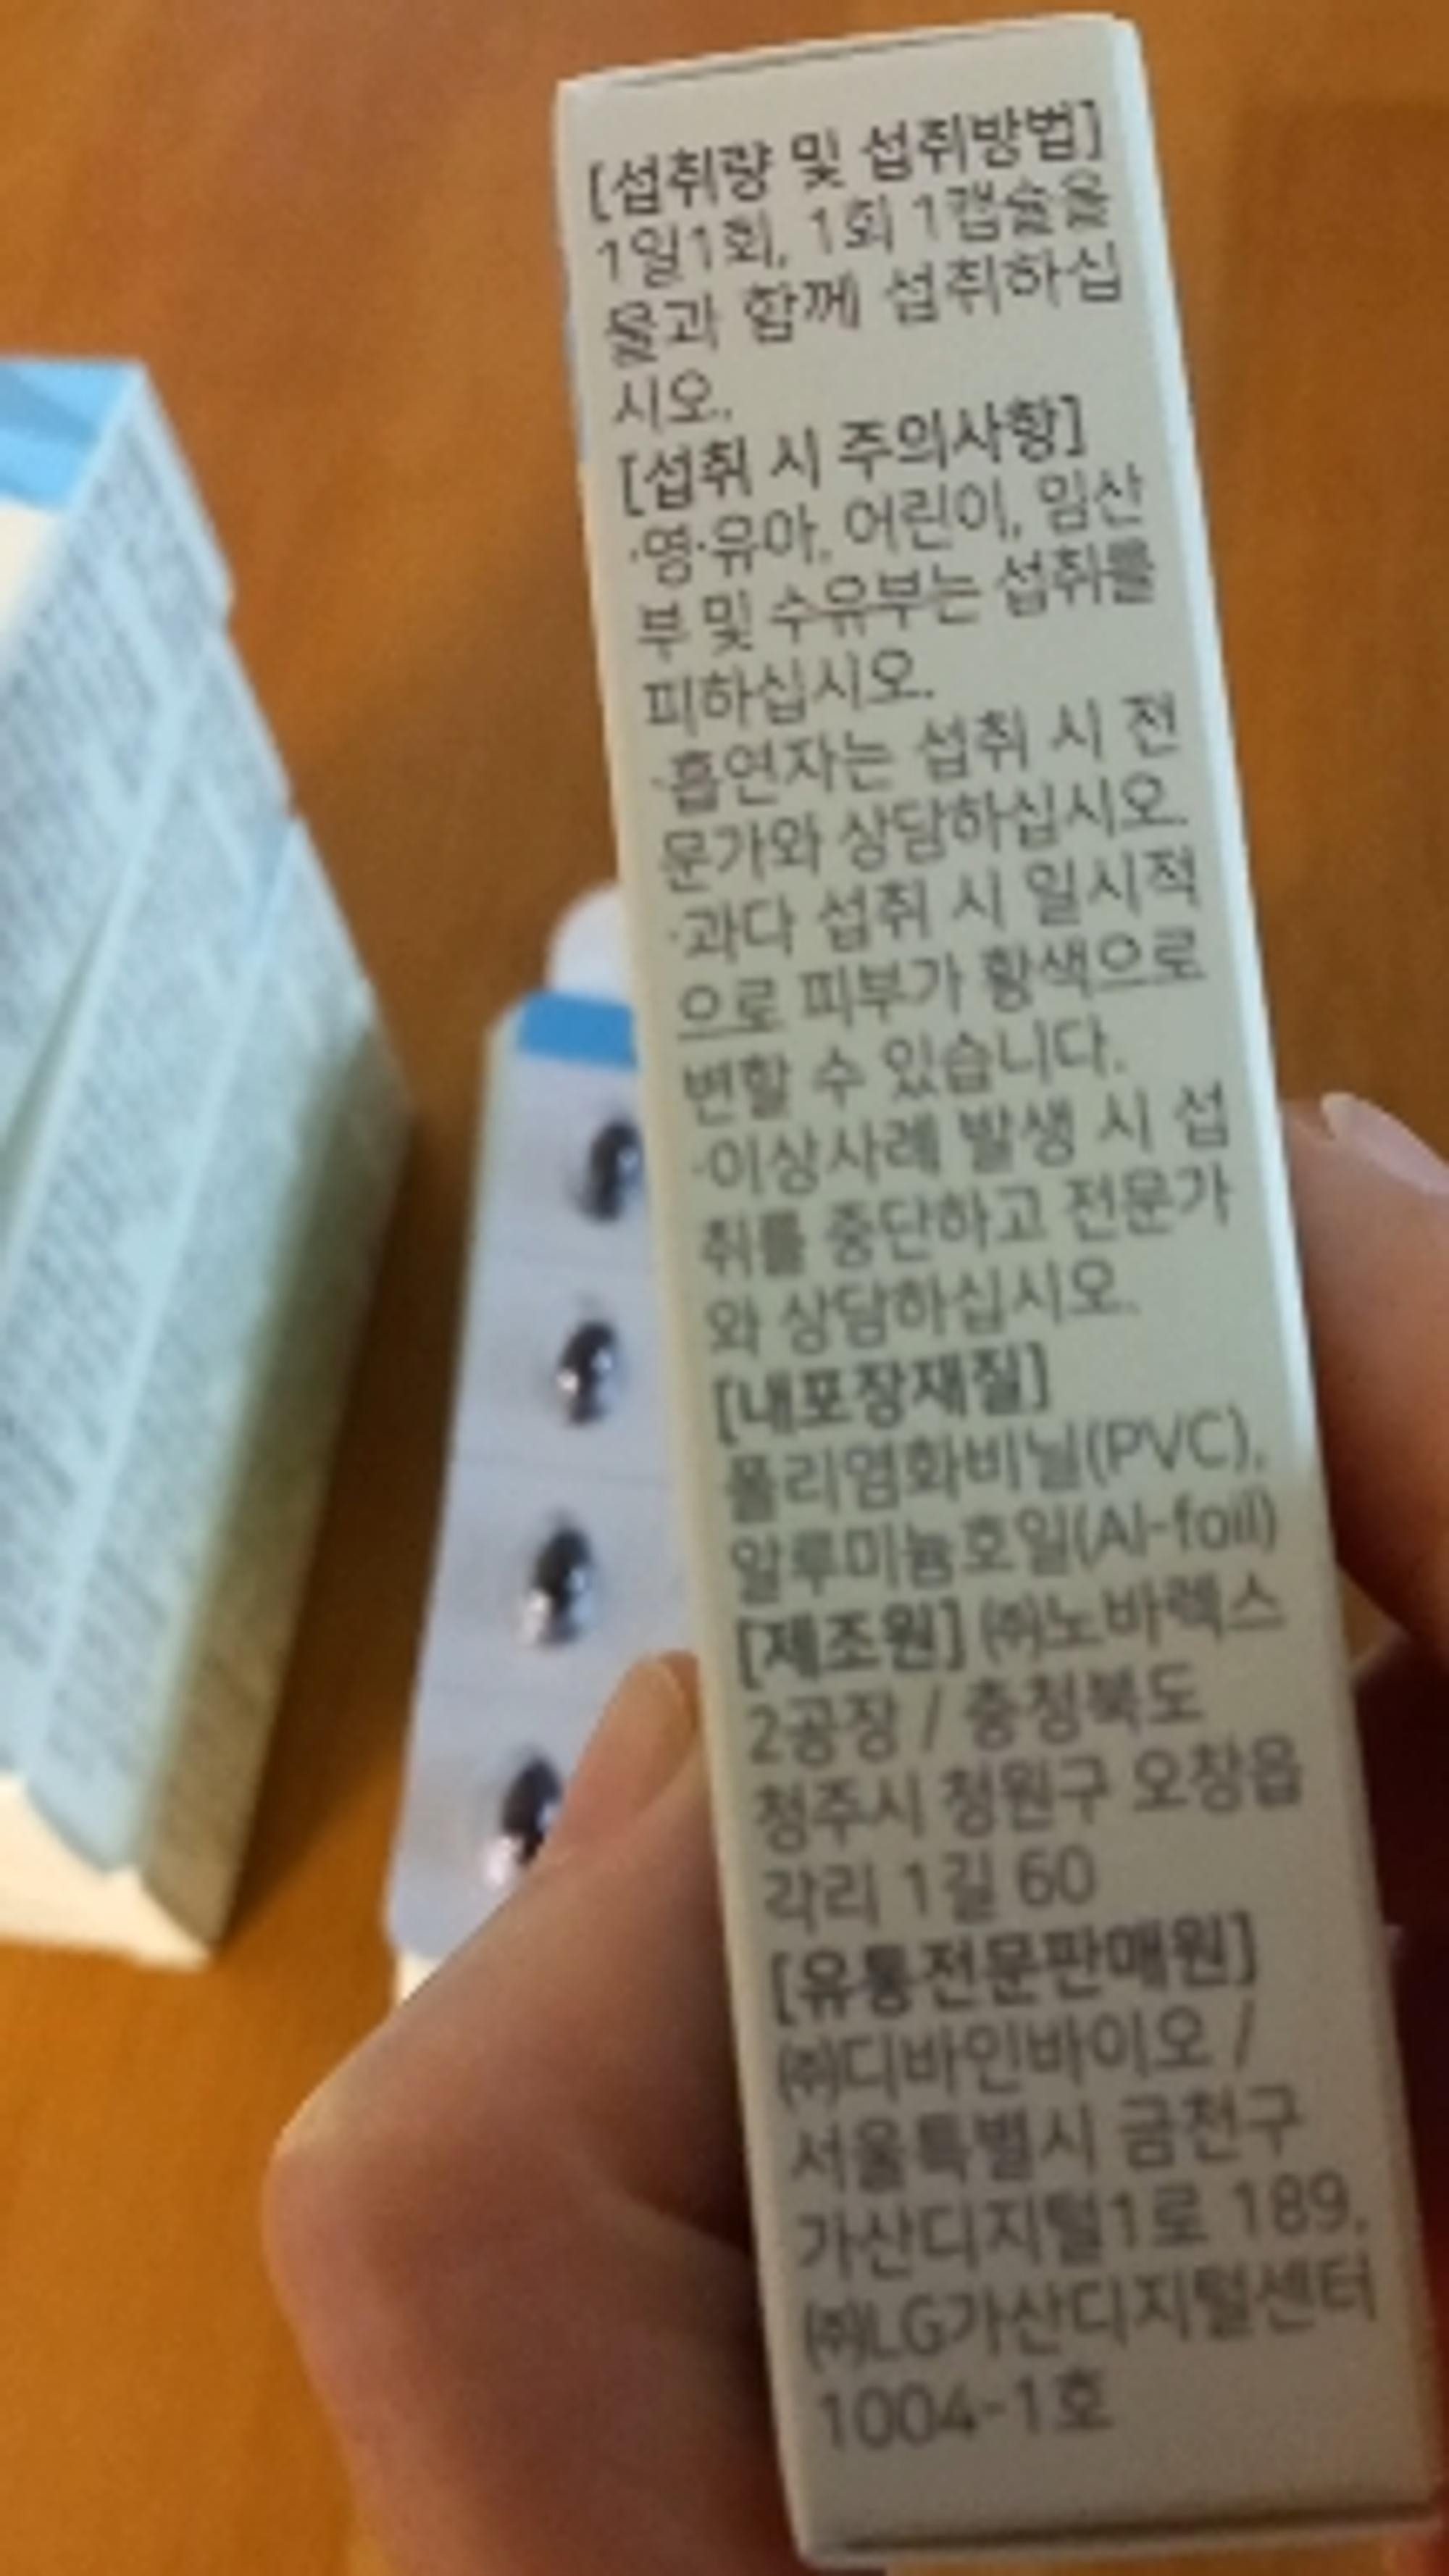 [섭취량 및 섭취방법]
1일1회, 1회 1캡슐을
물과 함께 섭취하십
시오.
[섭취 시 주의사항]
·영·유아, 어린이, 임산
부 및 수유부는 섭취를
피하십시오.
·흡연자는 섭취 시 전
문가와 상담하십시오.
·과다 섭취 시 일시적
으로 피부가 황색으로
변할 수 있습니다.
·이상사례 발생 시 섭
취를 중단하고 전문가
와 상담하십시오.
[내포장재질]
폴리염화비닐(PVC),
알루미늄호일(Al-foil)
[제조원] ㈜노바렉스
2공장 / 충청북도
청주시 청원구 오창읍
각리 1길 60
[유통전문판매원]
㈜디바인바이오 /
서울특별시 금천구
가산디지털1로 189,
㈜LG가산디지털센터
1004-1호